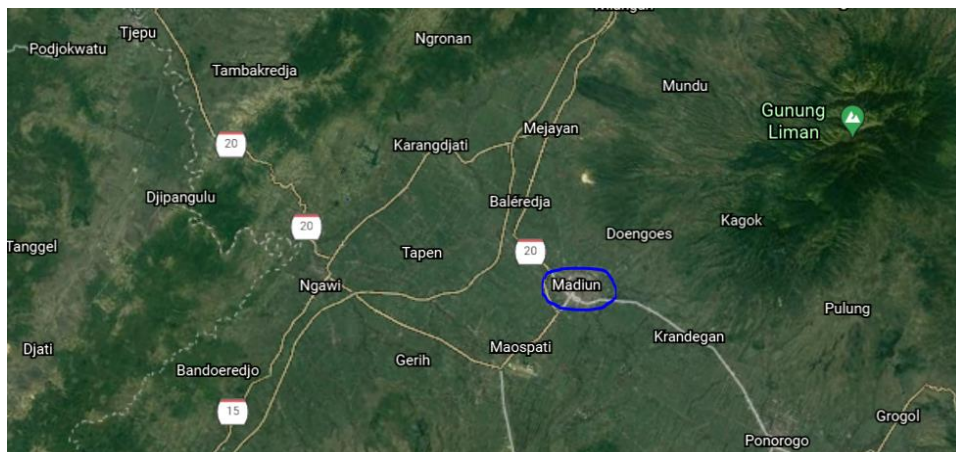 Tjepu
Podjokwatu
Ngronan
Tambakredja
Mundu
Gunung
Liman
20
Karangdjati
Mejayan
Djipangulu
Baléredja
20
Kagok
Tanggel
Tapen
20
Doengoes
Ngawi
Madiun
Pulung
Krandegan
Djati
Maospati
Gerih
Bandoeredjo
15
Grogol
Ponorogo